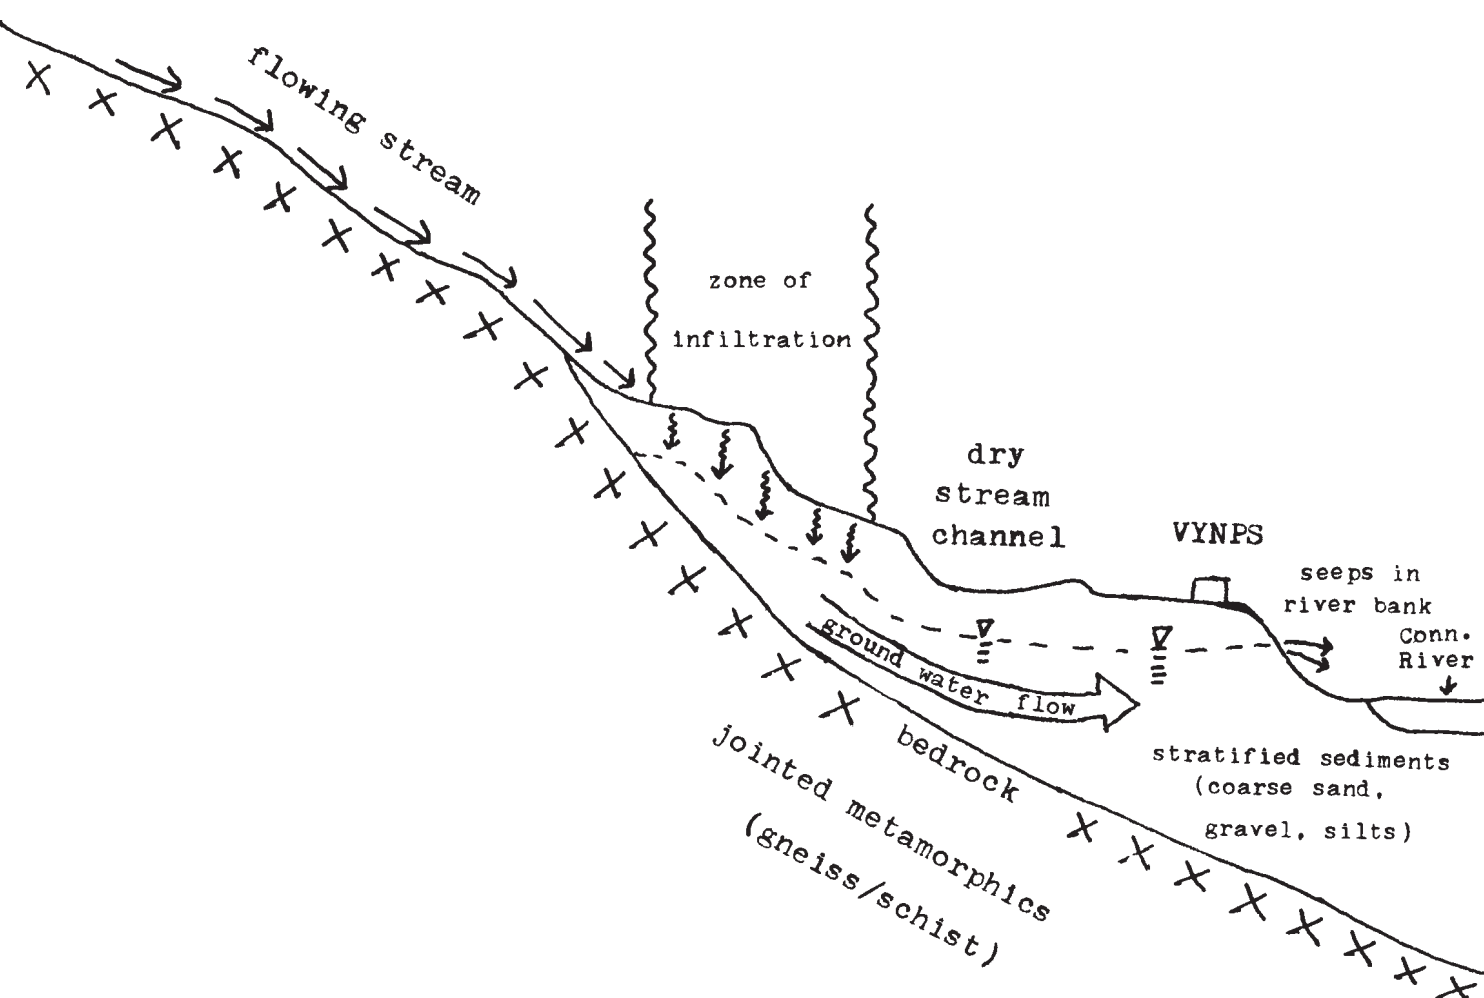 flowing stream
zone of
infiltration
dry
stream
channel
VYNPS
seeps in
river bank
Conn.
River
ground water flow
bedrock
jointed metamorphics
(gneiss/schist)
stratified sediments
(coarse sand,
gravel, silts)